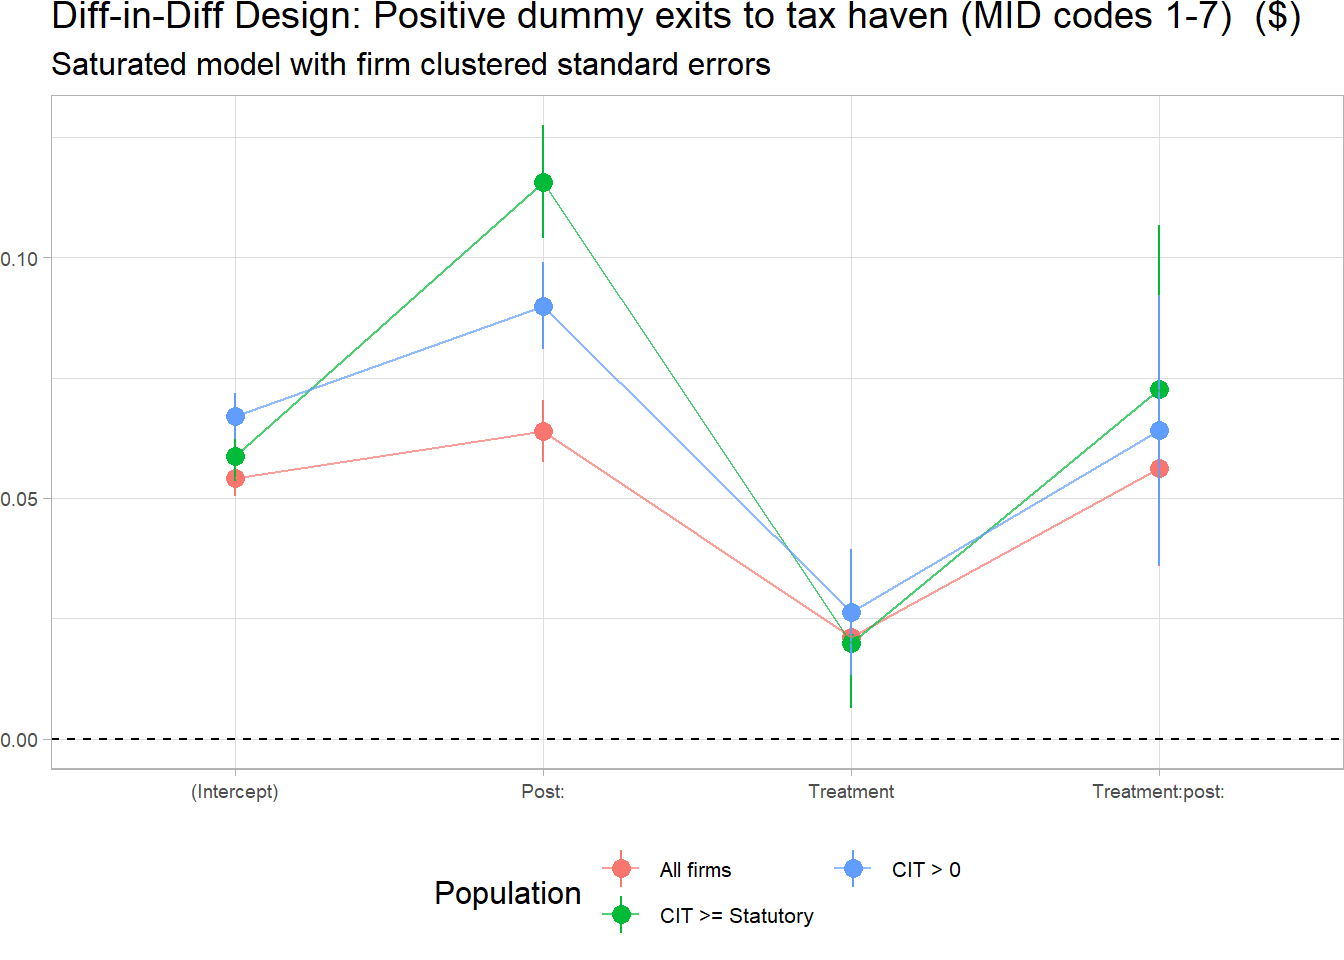 Diff-in-Diff Design: Positive dummy exits to tax haven (MID codes 1-7)  ($)
Saturated model with firm clustered standard errors
0.10
0.05
0.00
(Intercept)
Post:
Treatment
Treatment:post:
Population
All firms
CIT > 0
CIT >= Statutory